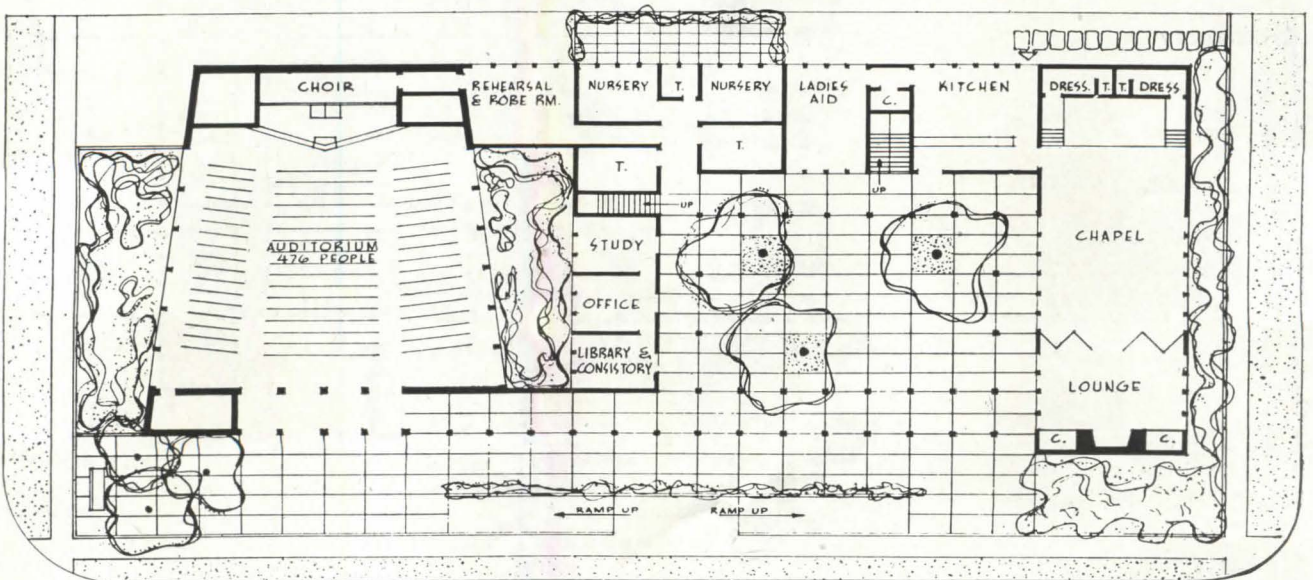 CHOIR
REHEARSAL
& ROBE RM.
NURSERY
T.
NURSERY
LADIES
AID
C.
KITCHEN
DRESS.
T.
T.
DRESS
T.
T.
UP
UP
AUDITORIUM
476 PEOPLE
STUDY
CHAPEL
OFFICE
LIBRARY &
CONSISTORY
LOUNGE
C.
C.
RAMP UP
RAMP UP